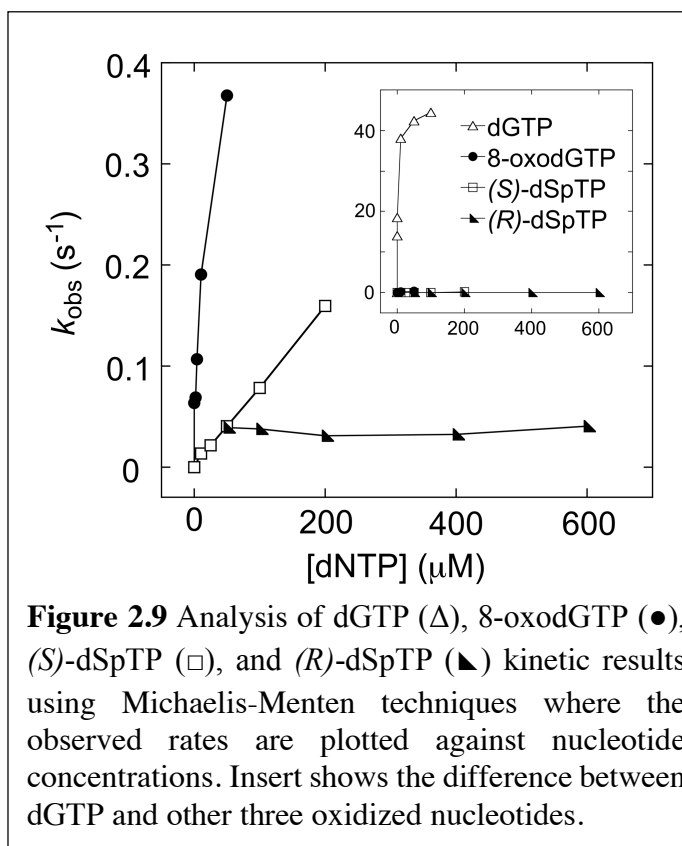 0.4
0.3
0.2
0.1
0
k_obs (s⁻¹)
0
200
400
600
[dNTP] (μM)
40
20
0
0
200
400
600
△ dGTP
● 8-oxodGTP
□ (S)-dSpTP
◣ (R)-dSpTP
Figure 2.9 Analysis of dGTP (Δ), 8-oxodGTP (●),
(S)-dSpTP (□), and (R)-dSpTP (◣) kinetic results
using Michaelis-Menten techniques where the
observed rates are plotted against nucleotide
concentrations. Insert shows the difference between
dGTP and other three oxidized nucleotides.